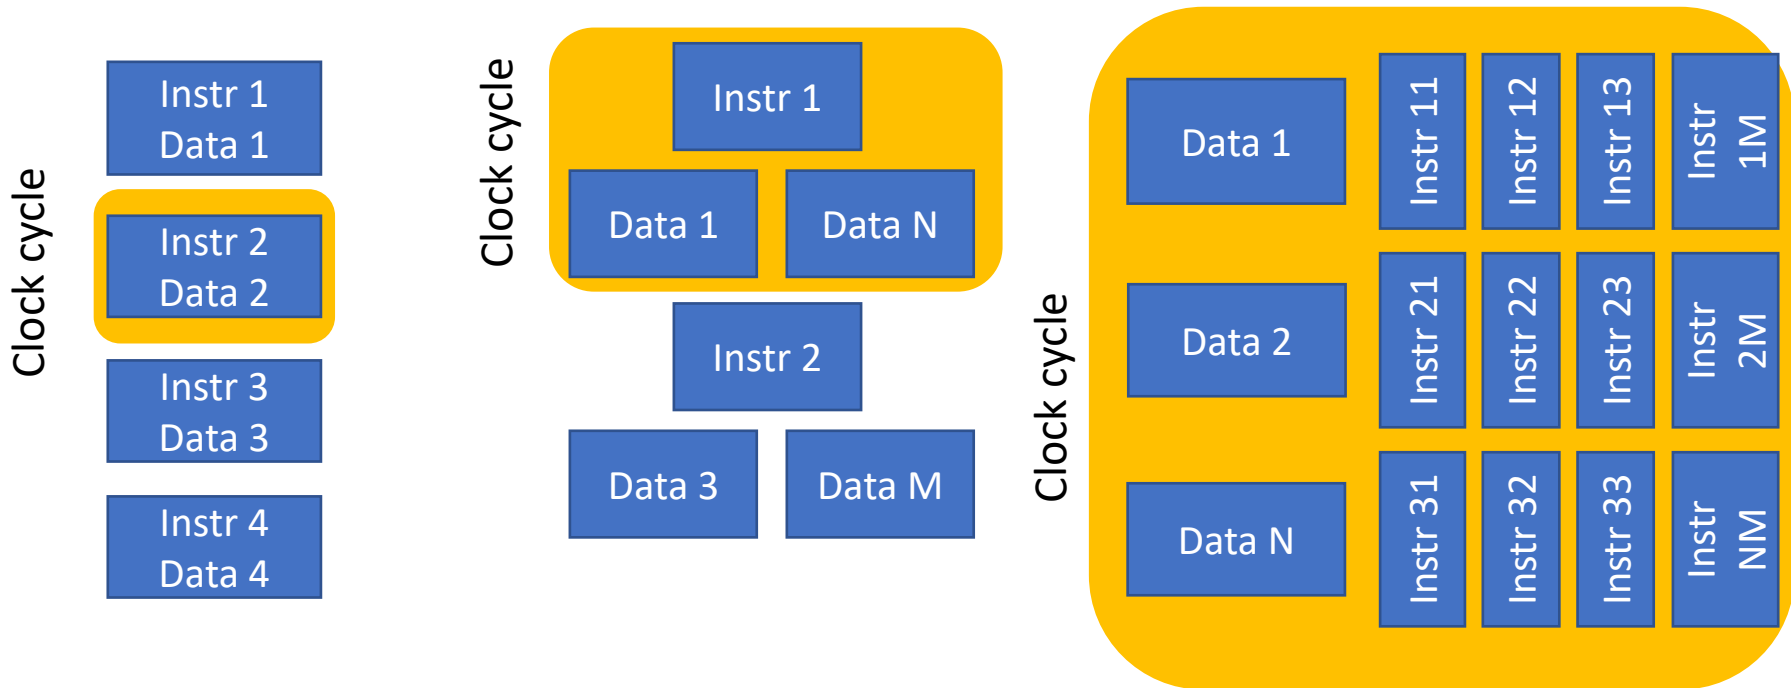 Clock cycle
Instr 1
Data 1
Instr 2
Data 2
Instr 3
Data 3
Instr 4
Data 4
Clock cycle
Instr 1
Data 1
Data N
Instr 2
Data 3
Data M
Clock cycle
Data 1
Instr 11
Instr 12
Instr 13
Instr
1M
Data 2
Instr 21
Instr 22
Instr 23
Instr
2M
Data N
Instr 31
Instr 32
Instr 33
Instr
NM